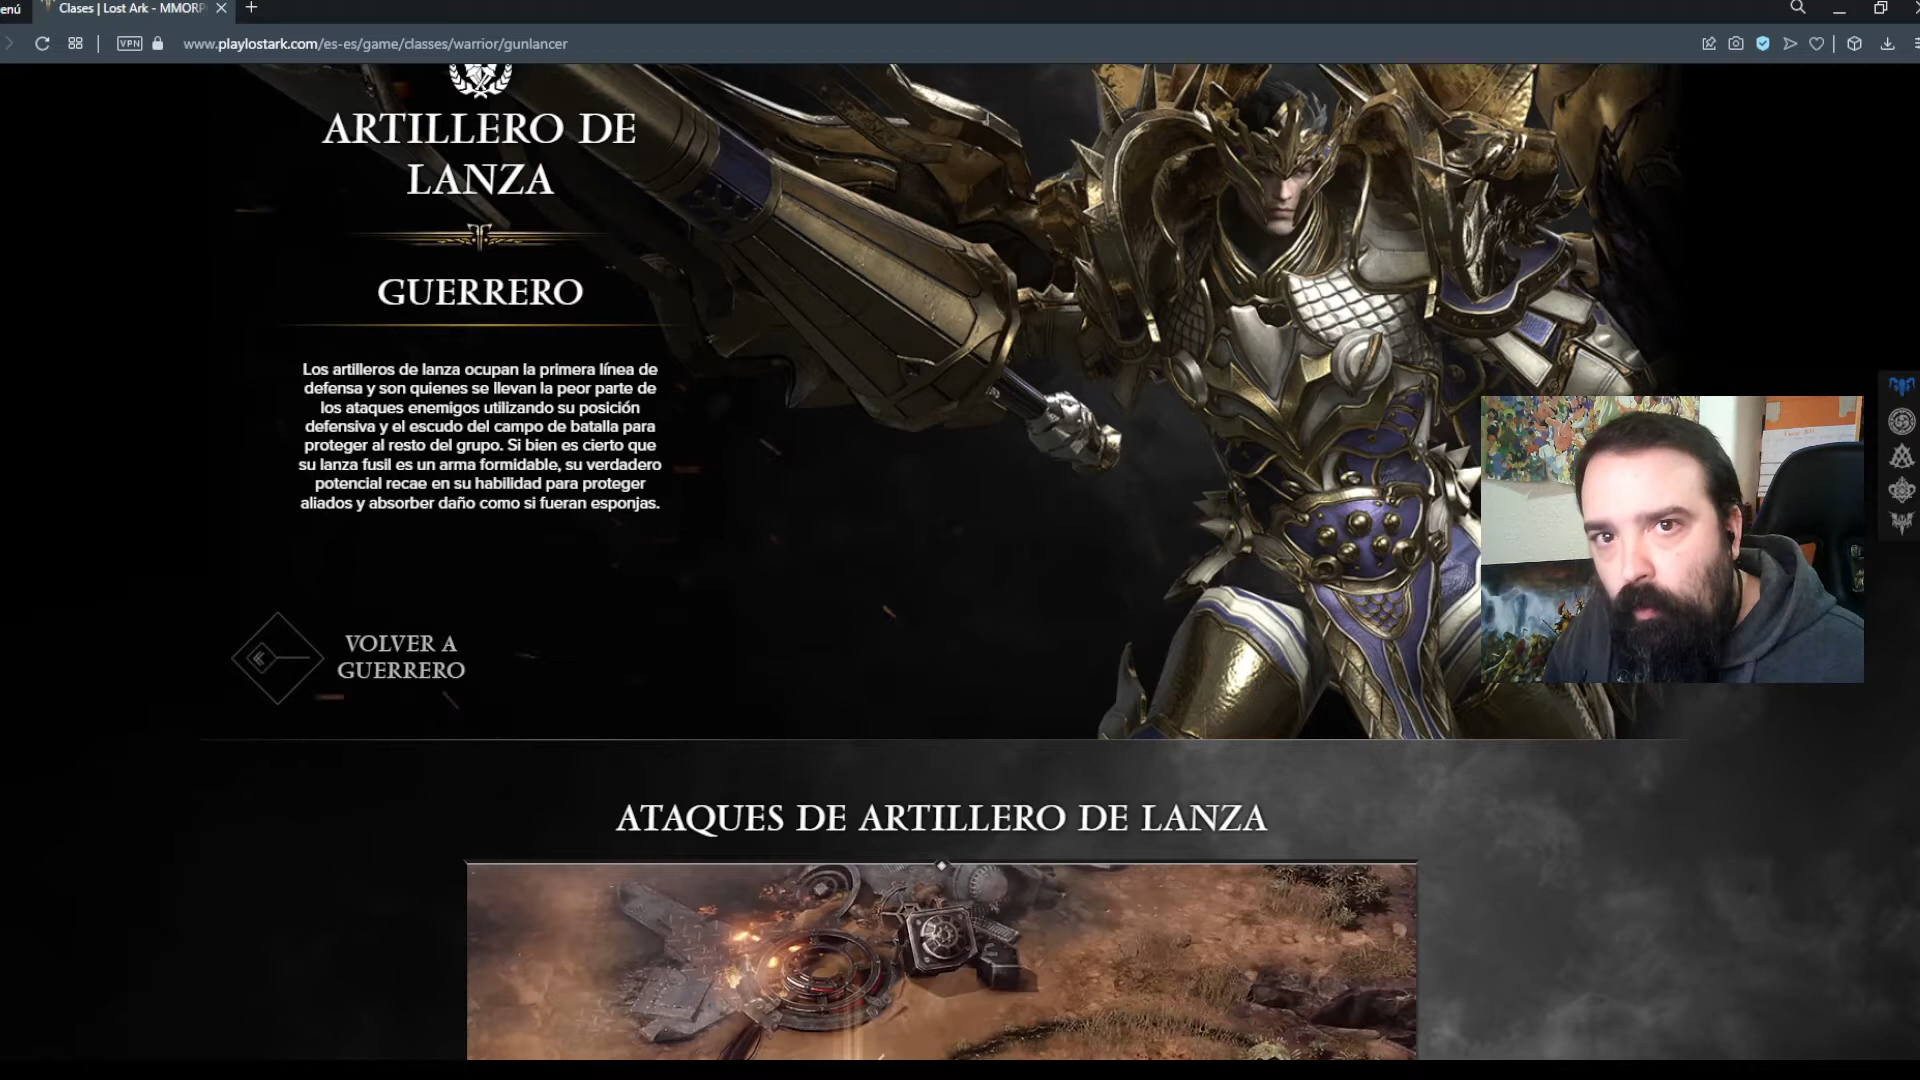 enú
Clases | Lost Ark - MMORP
VPN
www.playlostark.com/es-es/game/classes/warrior/gunlancer
ARTILLERO DE
LANZA
GUERRERO
Los artilleros de lanza ocupan la primera línea de
defensa y son quienes se llevan la peor parte de
los ataques enemigos utilizando su posición
defensiva y el escudo del campo de batalla para
proteger al resto del grupo. Si bien es cierto que
su lanza fusil es un arma formidable, su verdadero
potencial recae en su habilidad para proteger
aliados y absorber daño como si fueran esponjas.
VOLVER A
GUERRERO
ATAQUES DE ARTILLERO DE LANZA